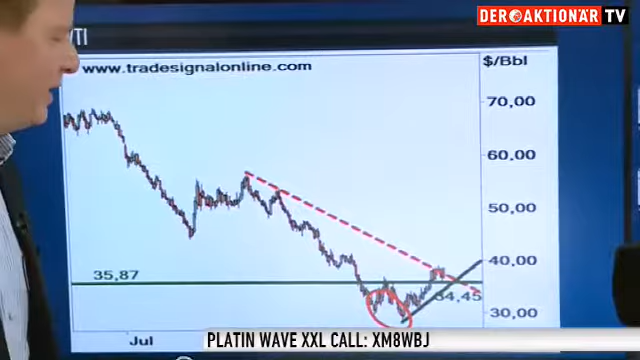 DER AKTIONÄR TV
TI
www.tradesignalonline.com
$/Bbl
70,00
60,00
50,00
40,00
35,87
34,45
30,00
Jul
PLATIN WAVE XXL CALL: XM8WBJ